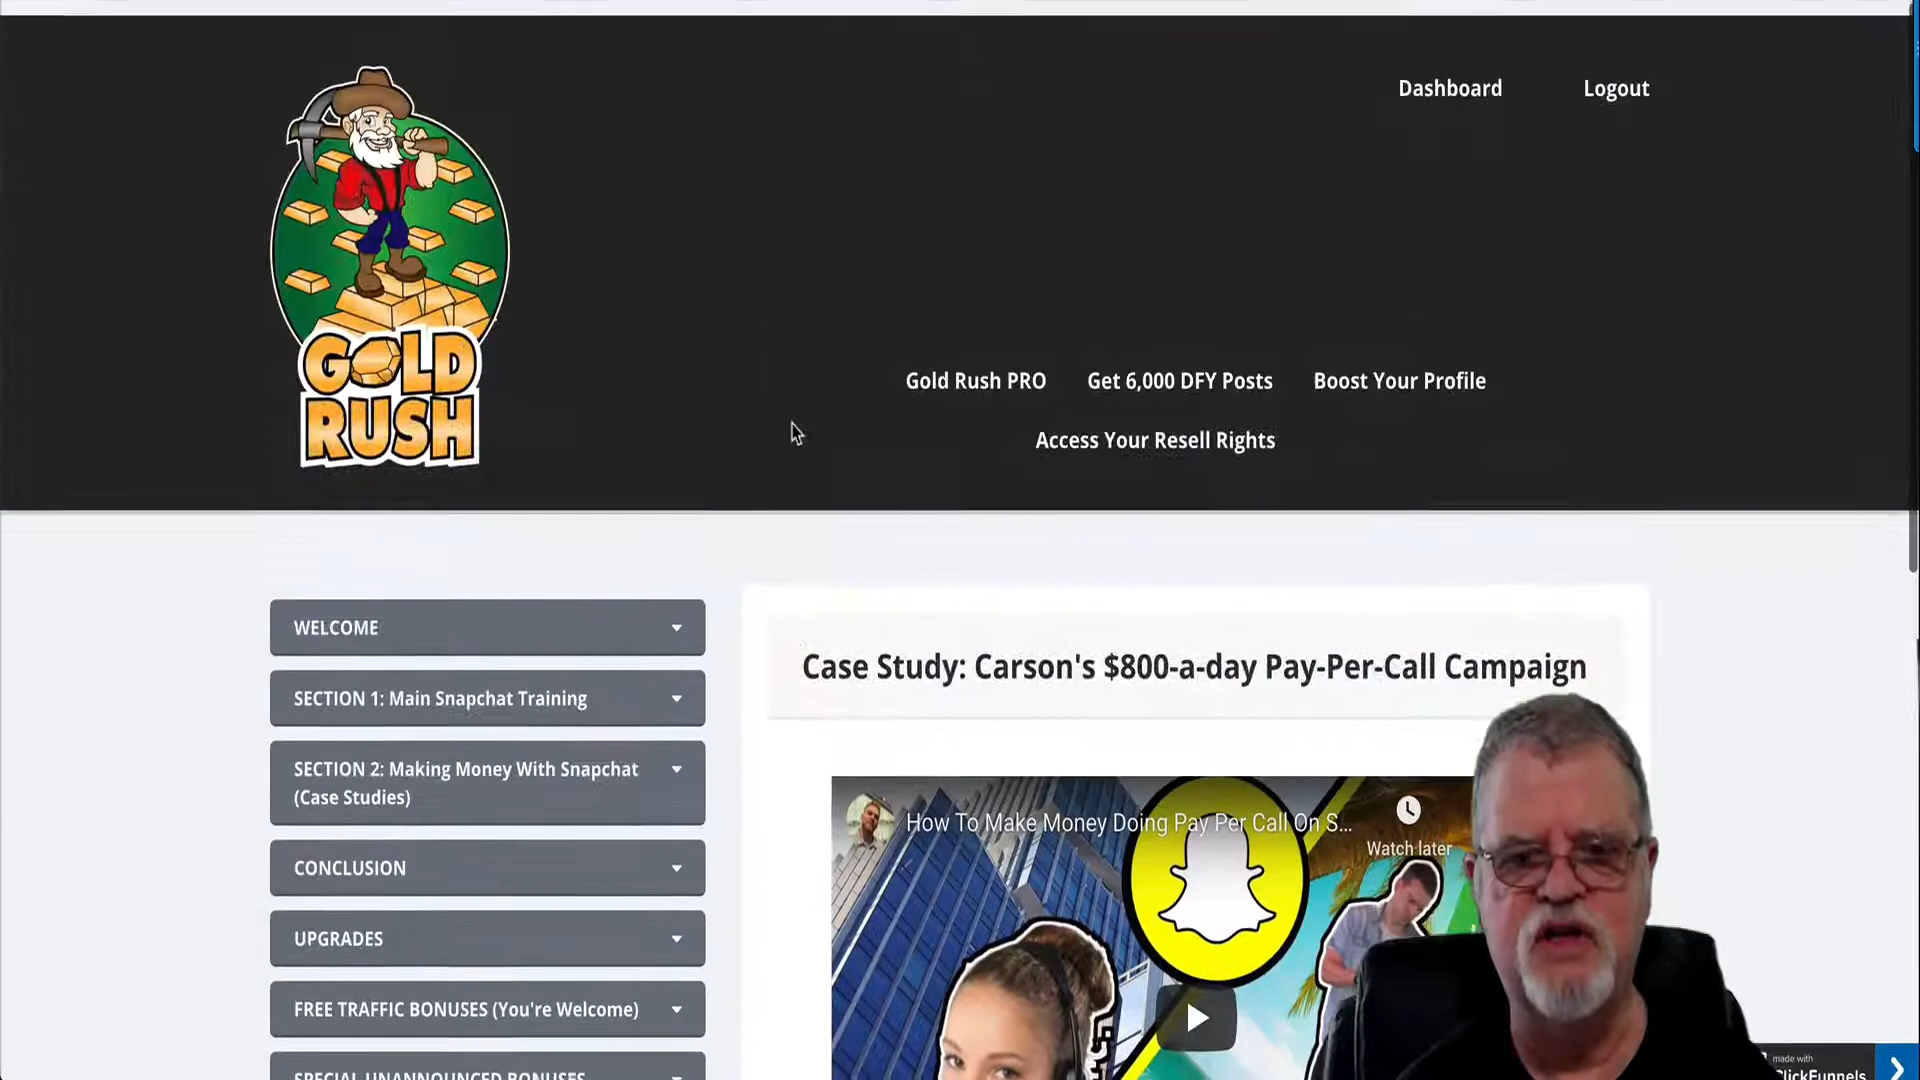 Dashboard
Logout
GOLD
RUSH
Gold Rush PRO
Get 6,000 DFY Posts
Boost Your Profile
Access Your Resell Rights
WELCOME
SECTION 1: Main Snapchat Training
SECTION 2: Making Money With Snapchat
(Case Studies)
CONCLUSION
UPGRADES
FREE TRAFFIC BONUSES (You're Welcome)
SPECIAL UNANNOUNCED BONUSES
Case Study: Carson's $800-a-day Pay-Per-Call Campaign
How To Make Money Doing Pay Per Call On S...
Watch later
made with
ClickFunnels